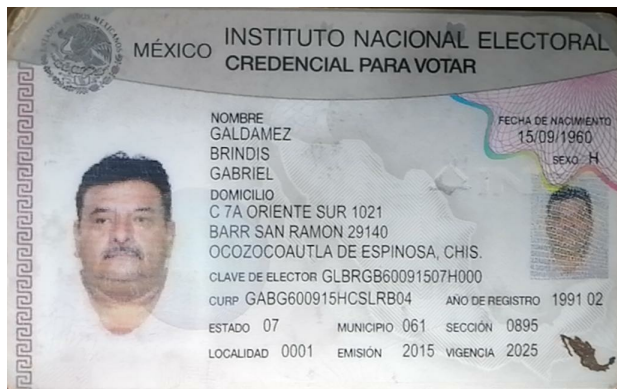 MÉXICO INSTITUTO NACIONAL ELECTORAL
CREDENCIAL PARA VOTAR
NOMBRE
GALDAMEZ
BRINDIS
GABRIEL
FECHA DE NACIMIENTO
15/09/1960
SEXO H
DOMICILIO
C 7A ORIENTE SUR 1021
BARR SAN RAMON 29140
OCOZOCOAUTLA DE ESPINOSA, CHIS.
CLAVE DE ELECTOR GLBRGB60091507H000
CURP GABG600915HCSLRB04 AÑO DE REGISTRO 1991 02
ESTADO 07 MUNICIPIO 061 SECCIÓN 0895
LOCALIDAD 0001 EMISIÓN 2015 VIGENCIA 2025